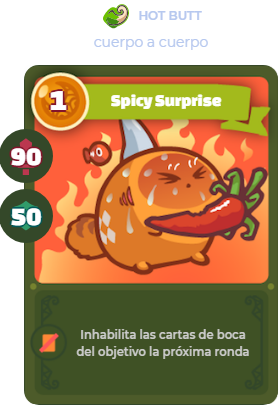 HOT BUTT
cuerpo a cuerpo
1
Spicy Surprise
90
50
Inhabilita las cartas de boca
del objetivo la próxima ronda